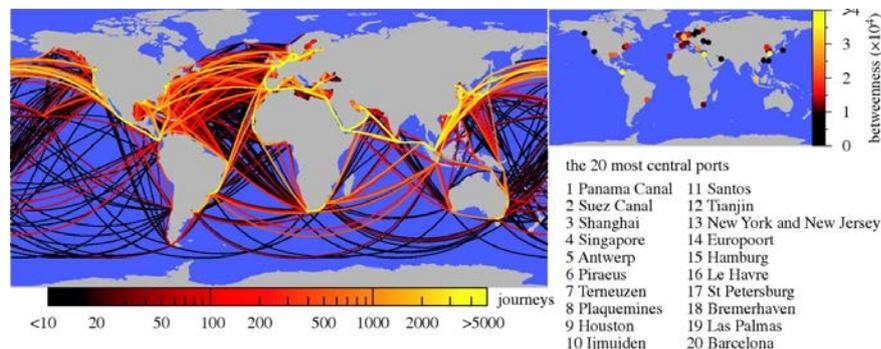 journeys
<10 20 50 100 200 500 1000 2000 >5000
>4
3
2
1
0
betweenness (×10⁴)
the 20 most central ports
1 Panama Canal
2 Suez Canal
3 Shanghai
4 Singapore
5 Antwerp
6 Piraeus
7 Terneuzen
8 Plaquemines
9 Houston
10 Ijmuiden
11 Santos
12 Tianjin
13 New York and New Jersey
14 Europoort
15 Hamburg
16 Le Havre
17 St Petersburg
18 Bremerhaven
19 Las Palmas
20 Barcelona